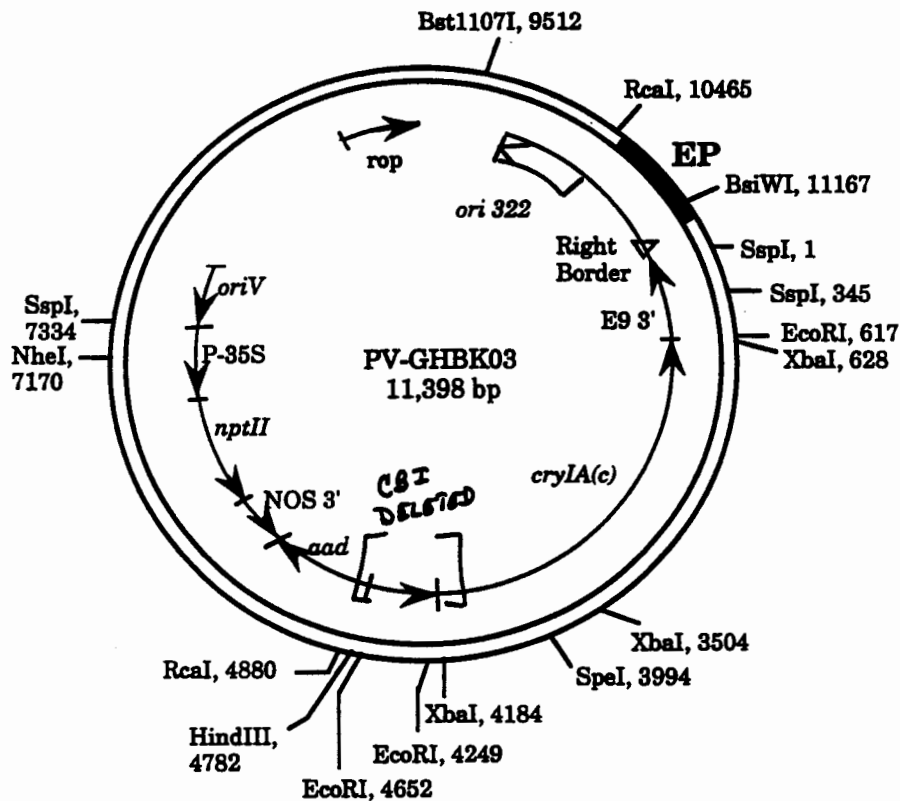 Bst1107I, 9512
RcaI, 10465
EP
rop
BsiWI, 11167
ori 322
Right
Border
SspI, 1
oriV
SspI, 345
SspI,
7334
E9 3'
EcoRI, 617
NheI,
7170
P-35S
PV-GHBK03
11,398 bp
XbaI, 628
nptII
cryIA(c)
CBI
DELETED
NOS 3'
aad
XbaI, 3504
RcaI, 4880
SpeI, 3994
XbaI, 4184
HindIII,
4782
EcoRI, 4249
EcoRI, 4652